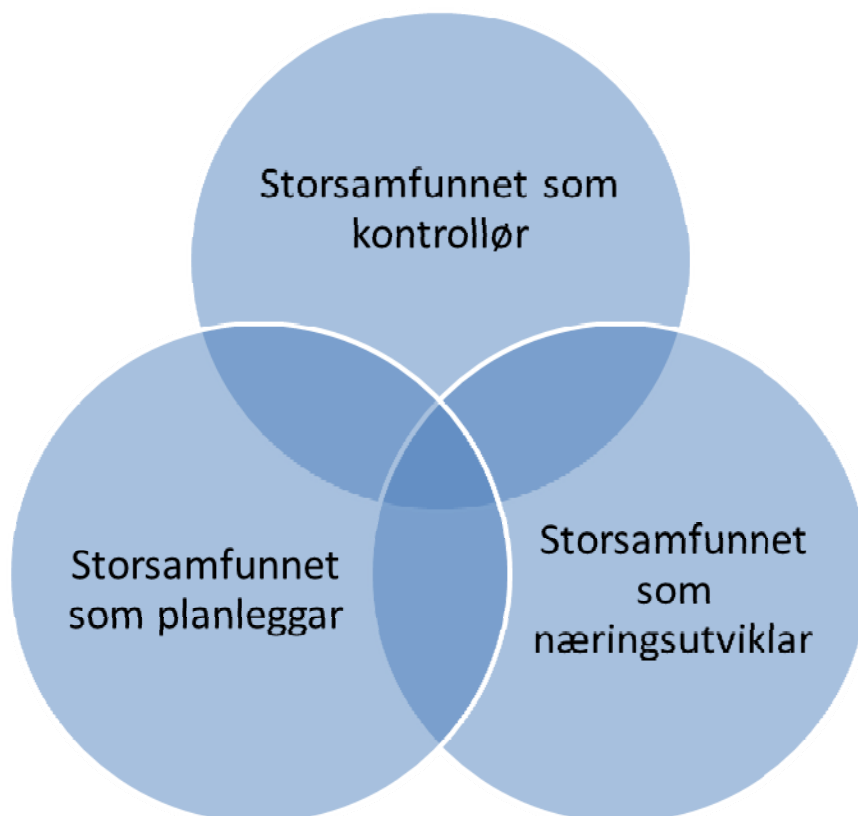 Storsamfunnet som
kontrollør
Storsamfunnet
som planleggar
Storsamfunnet
som
næringsutviklar